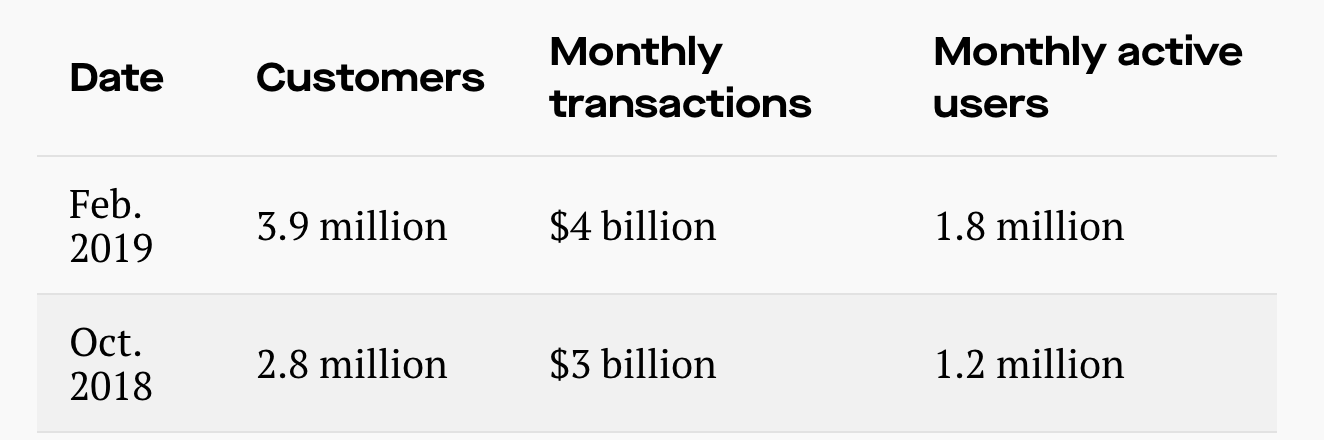 Date Customers Monthly transactions Monthly active users
Feb. 2019 3.9 million $4 billion 1.8 million
Oct. 2018 2.8 million $3 billion 1.2 million